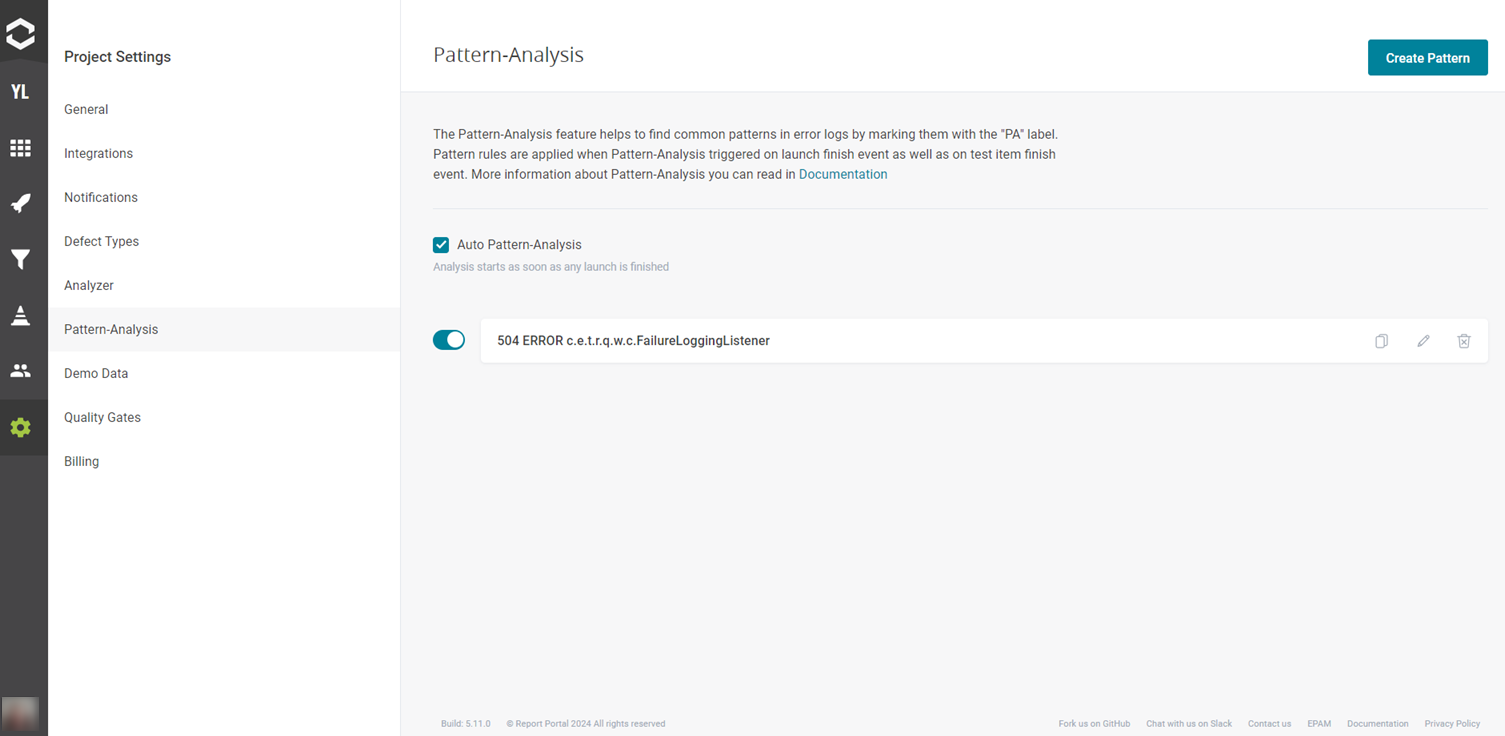 YL
Project Settings
General
Integrations
Notifications
Defect Types
Analyzer
Pattern-Analysis
Demo Data
Quality Gates
Billing
Pattern-Analysis
Create Pattern
The Pattern-Analysis feature helps to find common patterns in error logs by marking them with the "PA" label.
Pattern rules are applied when Pattern-Analysis triggered on launch finish event as well as on test item finish
event. More information about Pattern-Analysis you can read in Documentation
Auto Pattern-Analysis
Analysis starts as soon as any launch is finished
504 ERROR c.e.t.r.q.w.c.FailureLoggingListener
Build: 5.11.0 © Report Portal 2024 All rights reserved
Fork us on GitHub Chat with us on Slack Contact us EPAM Documentation Privacy Policy